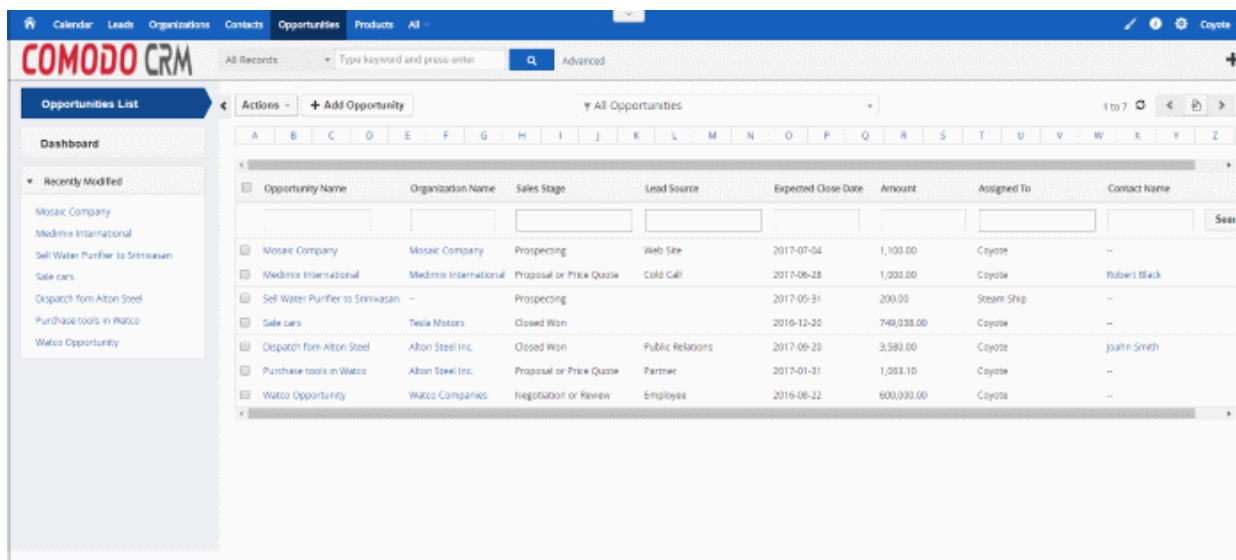 Calendar Leads Organizations Contacts Opportunities Products All Coyote
COMODO CRM All Records Type keyword and press enter Advanced
Opportunities List Actions + Add Opportunity All Opportunities 1 to 7
Dashboard A B C D E F G H I J K L M N O P Q R S T U V W X Y Z
Recently Modified
Opportunity Name Organization Name Sales Stage Lead Source Expected Close Date Amount Assigned To Contact Name
Mosaic Company
Medimix International
Sell Water Purifier to Srinivasan
Sale cars
Dispatch fom Alton Steel
Purchase tools in Watco
Watco Opportunity
Mosaic Company Mosaic Company Prospecting Web Site 2017-07-04 1,100.00 Coyote --
Medimix International Medimix International Proposal or Price Quote Cold Call 2017-06-28 1,000.00 Coyote Robert Black
Sell Water Purifier to Srinivasan -- Prospecting 2017-05-31 200.00 Steam Ship --
Sale cars Tesla Motors Closed Won 2016-12-20 749,038.00 Coyote --
Dispatch fom Alton Steel Alton Steel Inc. Closed Won Public Relations 2017-09-20 3,580.00 Coyote Joahn Smith
Purchase tools in Watco Alton Steel Inc. Proposal or Price Quote Partner 2017-01-31 1,063.10 Coyote --
Watco Opportunity Watco Companies Negotiation or Review Employee 2016-08-22 600,000.00 Coyote --